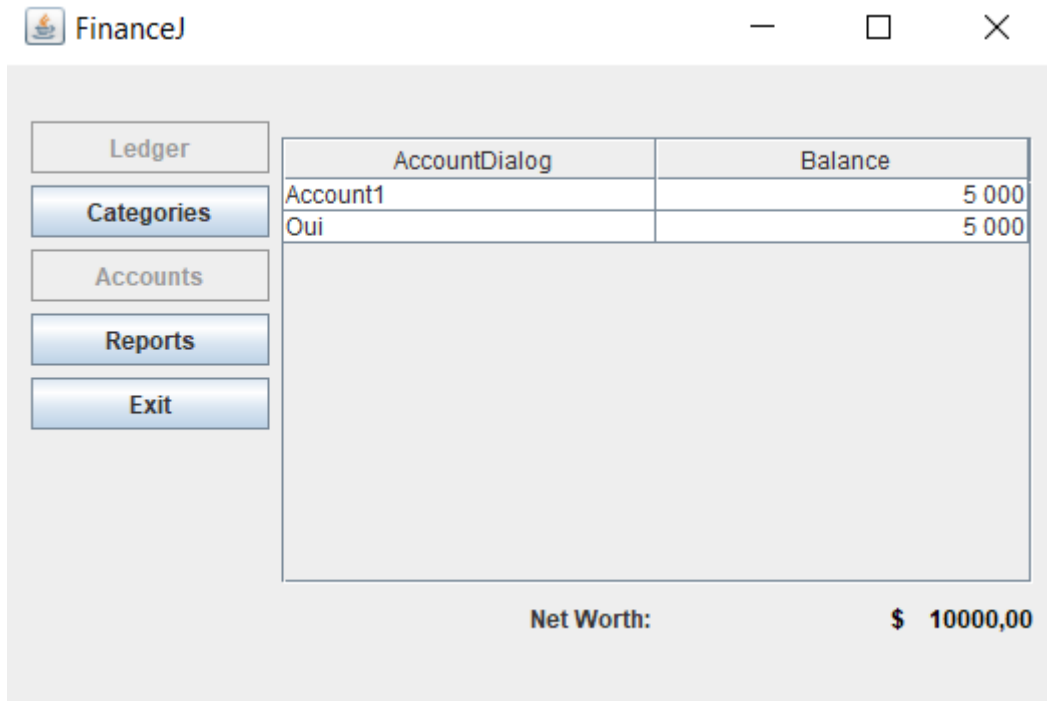 FinanceJ
Ledger
Categories
Accounts
Reports
Exit
AccountDialog Balance
Account1 5 000
Oui 5 000
Net Worth: $ 10000,00